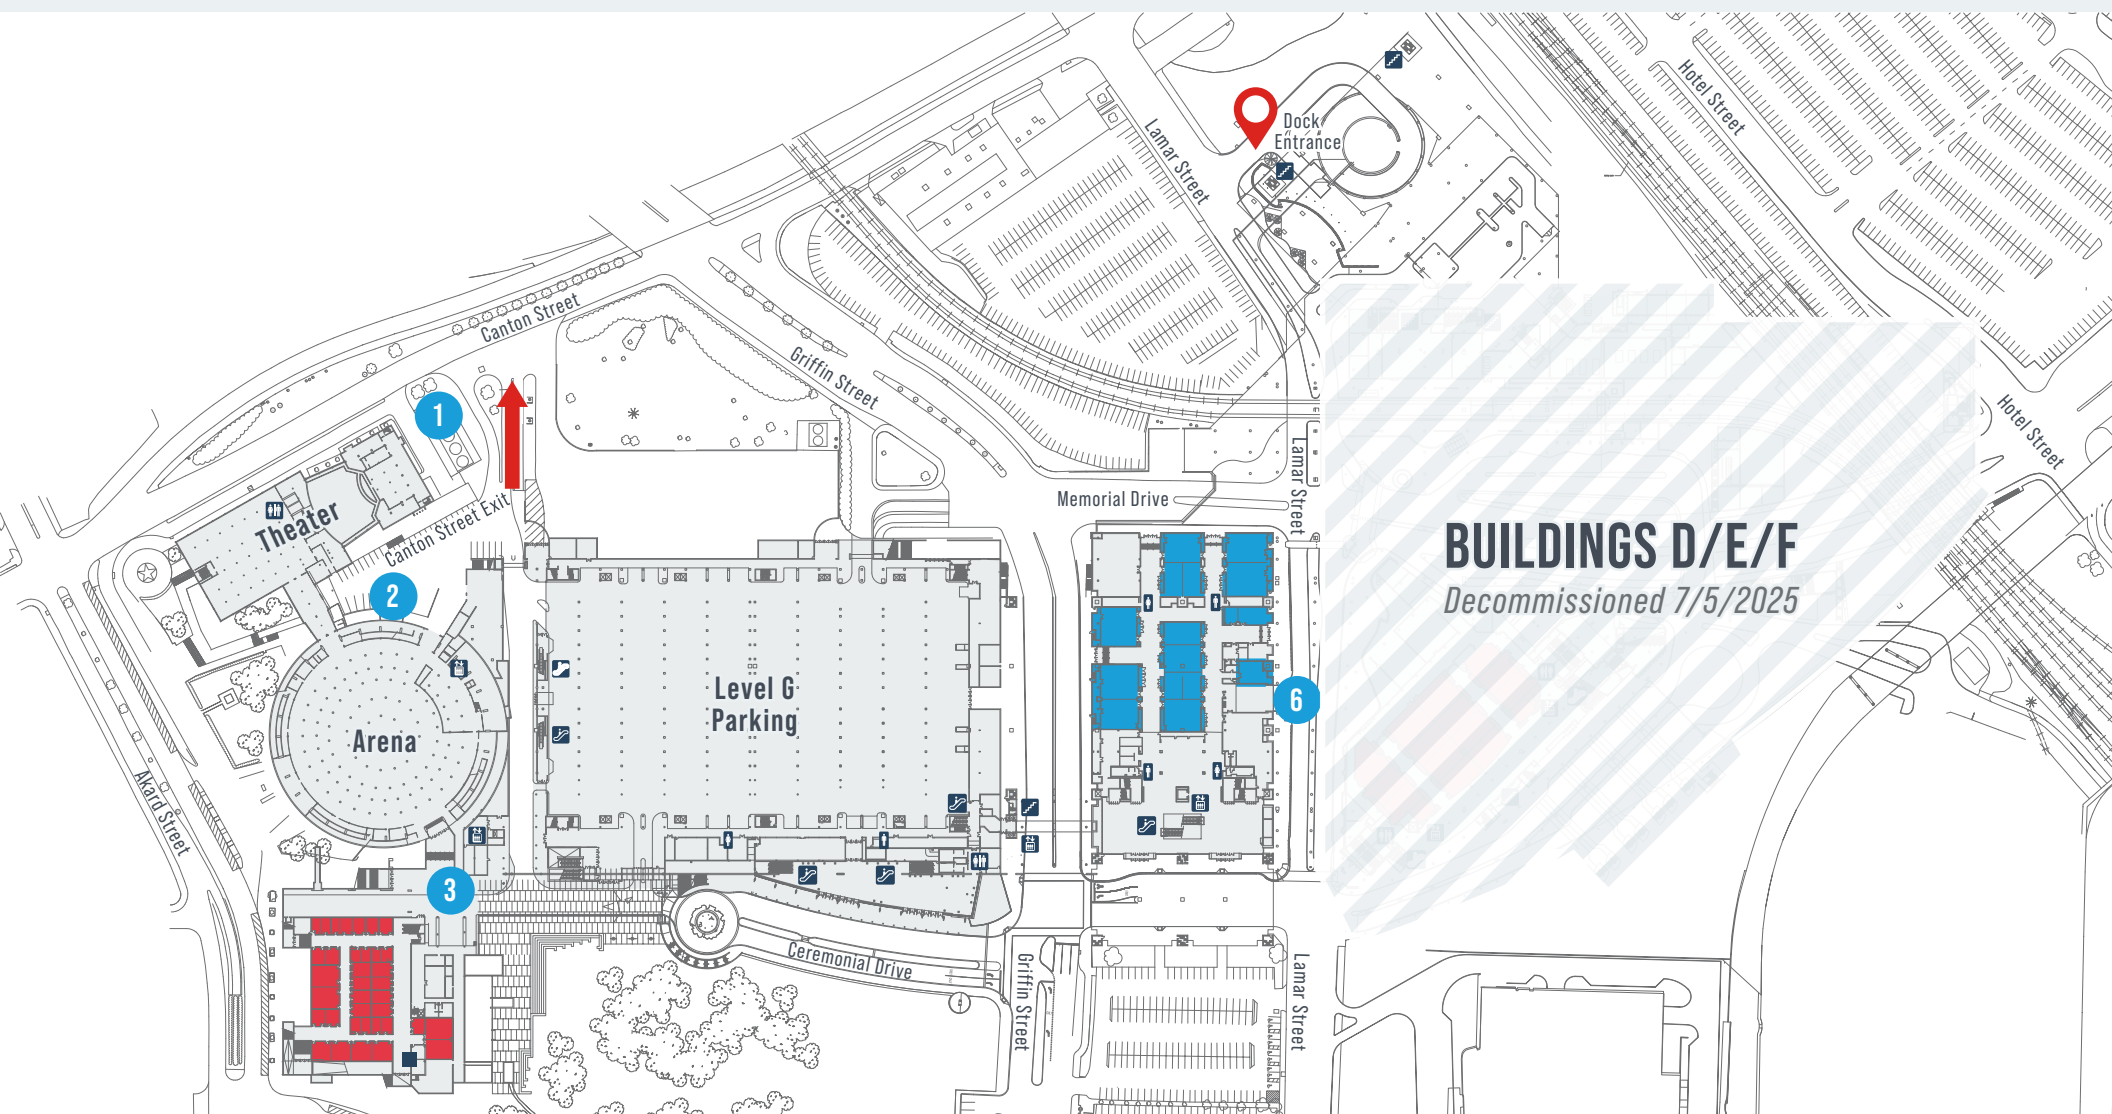 Hotel Street
Dock
Entrance
Lamar Street
Canton Street
Griffin Street
1
Hotel Street
Lamar Street
Memorial Drive
Theater
Canton Street Exit
BUILDINGS D/E/F
Decommissioned 7/5/2025
2
Level G
Parking
6
Arena
Akard Street
3
Ceremonial Drive
Griffin Street
Lamar Street